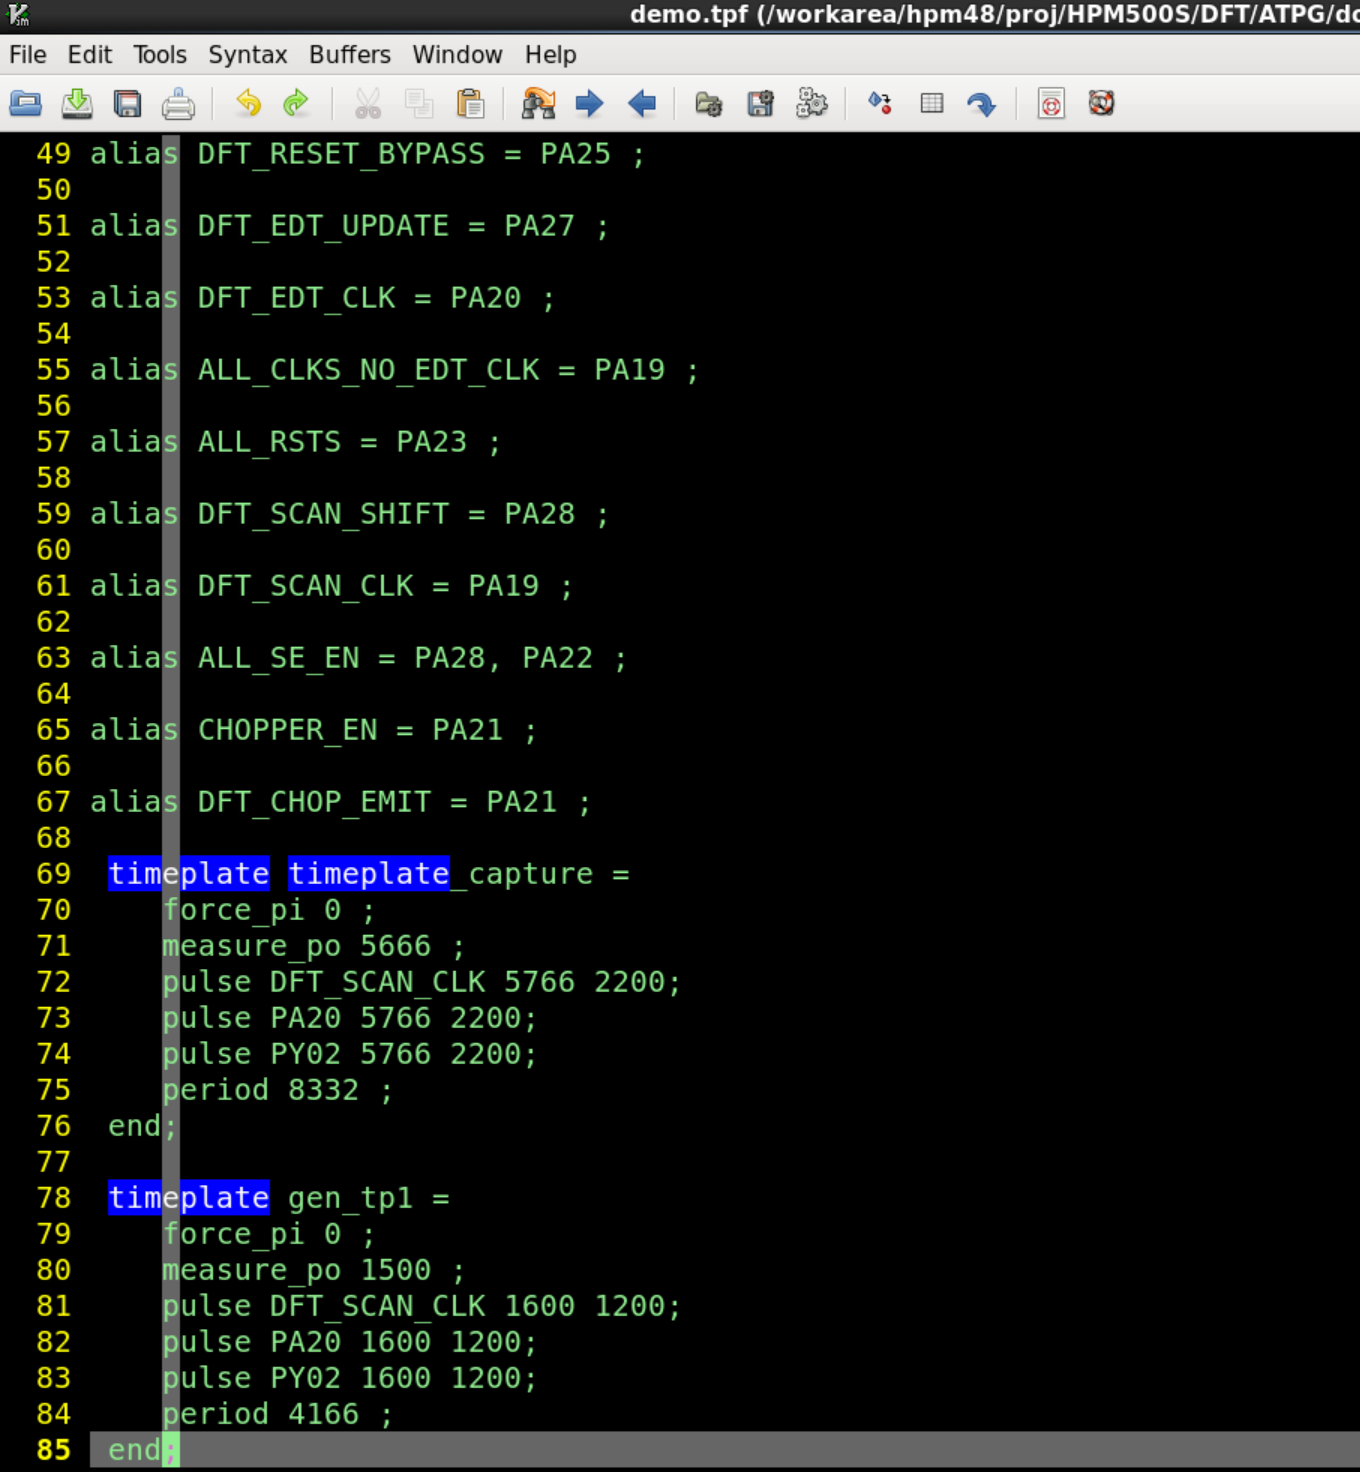 demo.tpf (/workarea/hpm48/proj/HPM500S/DFT/ATPG/do
File Edit Tools Syntax Buffers Window Help
49 alias DFT_RESET_BYPASS = PA25 ;
50
51 alias DFT_EDT_UPDATE = PA27 ;
52
53 alias DFT_EDT_CLK = PA20 ;
54
55 alias ALL_CLKS_NO_EDT_CLK = PA19 ;
56
57 alias ALL_RSTS = PA23 ;
58
59 alias DFT_SCAN_SHIFT = PA28 ;
60
61 alias DFT_SCAN_CLK = PA19 ;
62
63 alias ALL_SE_EN = PA28, PA22 ;
64
65 alias CHOPPER_EN = PA21 ;
66
67 alias DFT_CHOP_EMIT = PA21 ;
68
69  timeplate timeplate_capture =
70     force_pi 0 ;
71     measure_po 5666 ;
72     pulse DFT_SCAN_CLK 5766 2200;
73     pulse PA20 5766 2200;
74     pulse PY02 5766 2200;
75     period 8332 ;
76  end;
77
78  timeplate gen_tp1 =
79     force_pi 0 ;
80     measure_po 1500 ;
81     pulse DFT_SCAN_CLK 1600 1200;
82     pulse PA20 1600 1200;
83     pulse PY02 1600 1200;
84     period 4166 ;
85  end;